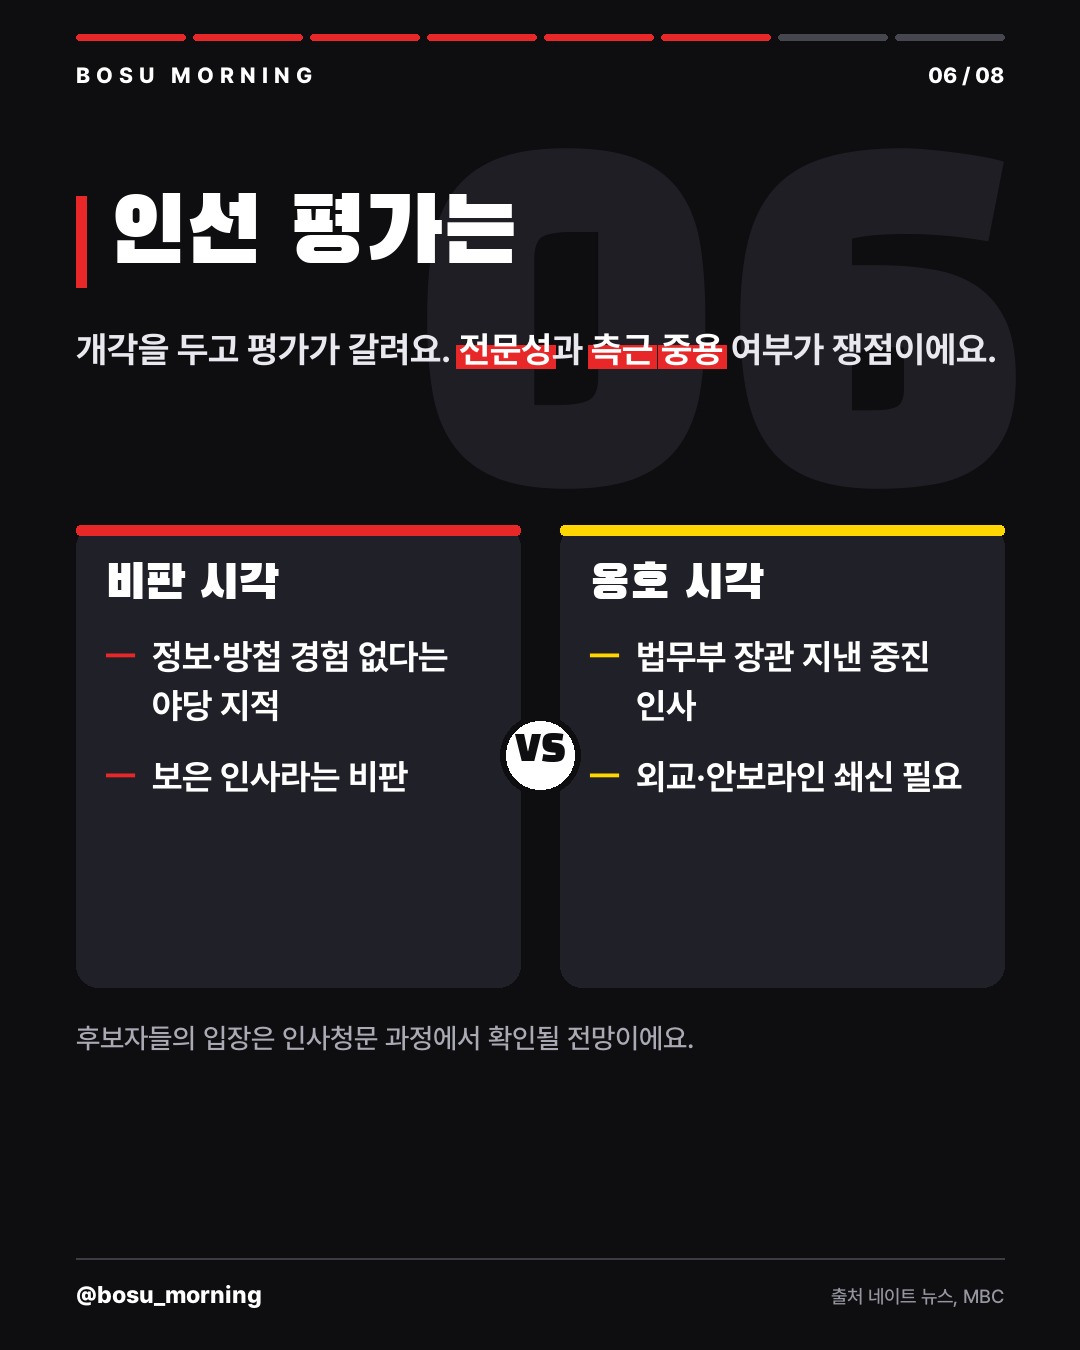 BOSU MORNING
06 / 08
06
인선 평가는
개각을 두고 평가가 갈려요. 전문성과 측근 중용 여부가 쟁점이에요.
비판 시각
— 정보·방첩 경험 없다는
야당 지적
— 보은 인사라는 비판
VS
옹호 시각
— 법무부 장관 지낸 중진
인사
— 외교·안보라인 쇄신 필요
후보자들의 입장은 인사청문 과정에서 확인될 전망이에요.
@bosu_morning
출처 네이트 뉴스, MBC